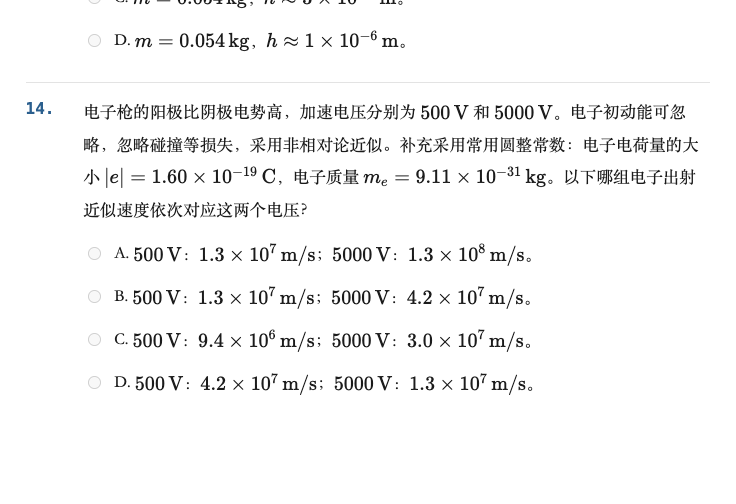 D. m = 0.054 kg, h ≈ 1 × 10⁻⁶ m。
14. 电子枪的阳极比阴极电势高，加速电压分别为 500 V 和 5000 V。电子初动能可忽
略，忽略碰撞等损失，采用非相对论近似。补充采用常用圆整常数：电子电荷量的大
小 |e| = 1.60 × 10⁻¹⁹ C，电子质量 mₑ = 9.11 × 10⁻³¹ kg。以下哪组电子出射
近似速度依次对应这两个电压？
A. 500 V：1.3 × 10⁷ m/s；5000 V：1.3 × 10⁸ m/s。
B. 500 V：1.3 × 10⁷ m/s；5000 V：4.2 × 10⁷ m/s。
C. 500 V：9.4 × 10⁶ m/s；5000 V：3.0 × 10⁷ m/s。
D. 500 V：4.2 × 10⁷ m/s；5000 V：1.3 × 10⁷ m/s。